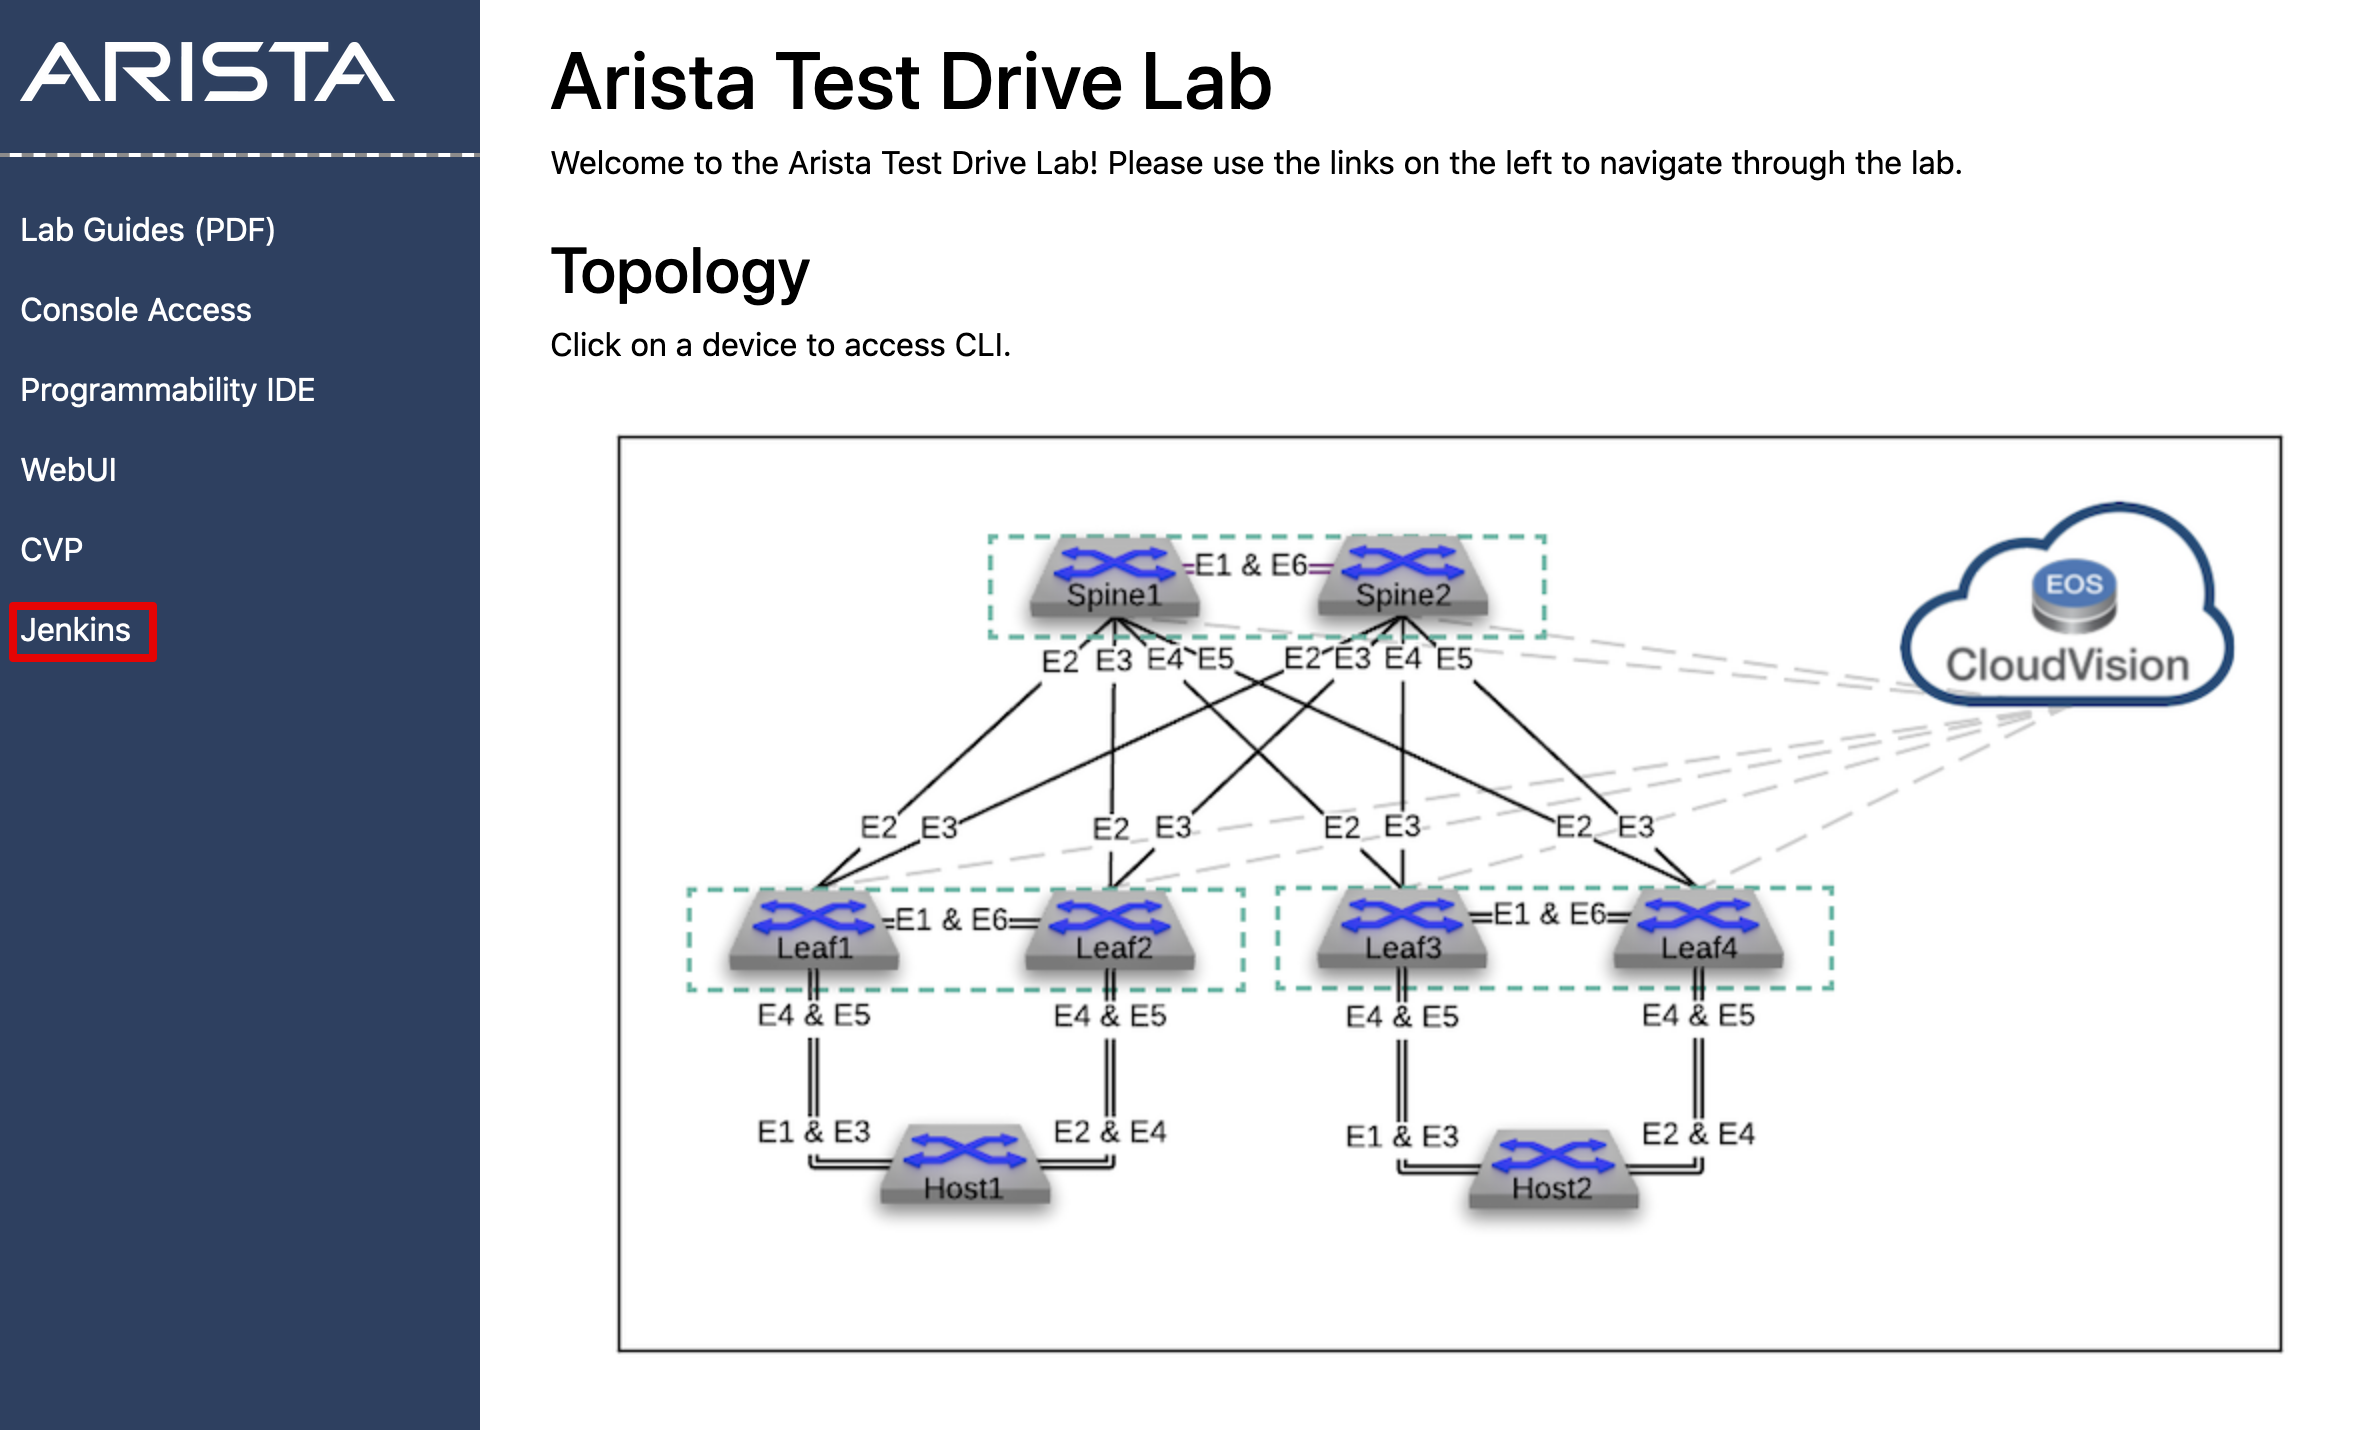 ARISTA
Lab Guides (PDF)
Console Access
Programmability IDE
WebUI
CVP
Jenkins
Arista Test Drive Lab
Welcome to the Arista Test Drive Lab! Please use the links on the left to navigate through the lab.
Topology
Click on a device to access CLI.
E1 & E6
Spine1 Spine2
EOS
CloudVision
E2 E3 E4 E5 E2 E3 E4 E5
E2 E3 E2 E3 E2 E3 E2 E3
E1 & E6 E1 & E6
Leaf1 Leaf2 Leaf3 Leaf4
E4 & E5 E4 & E5 E4 & E5 E4 & E5
E1 & E3 E2 & E4 E1 & E3 E2 & E4
Host1 Host2